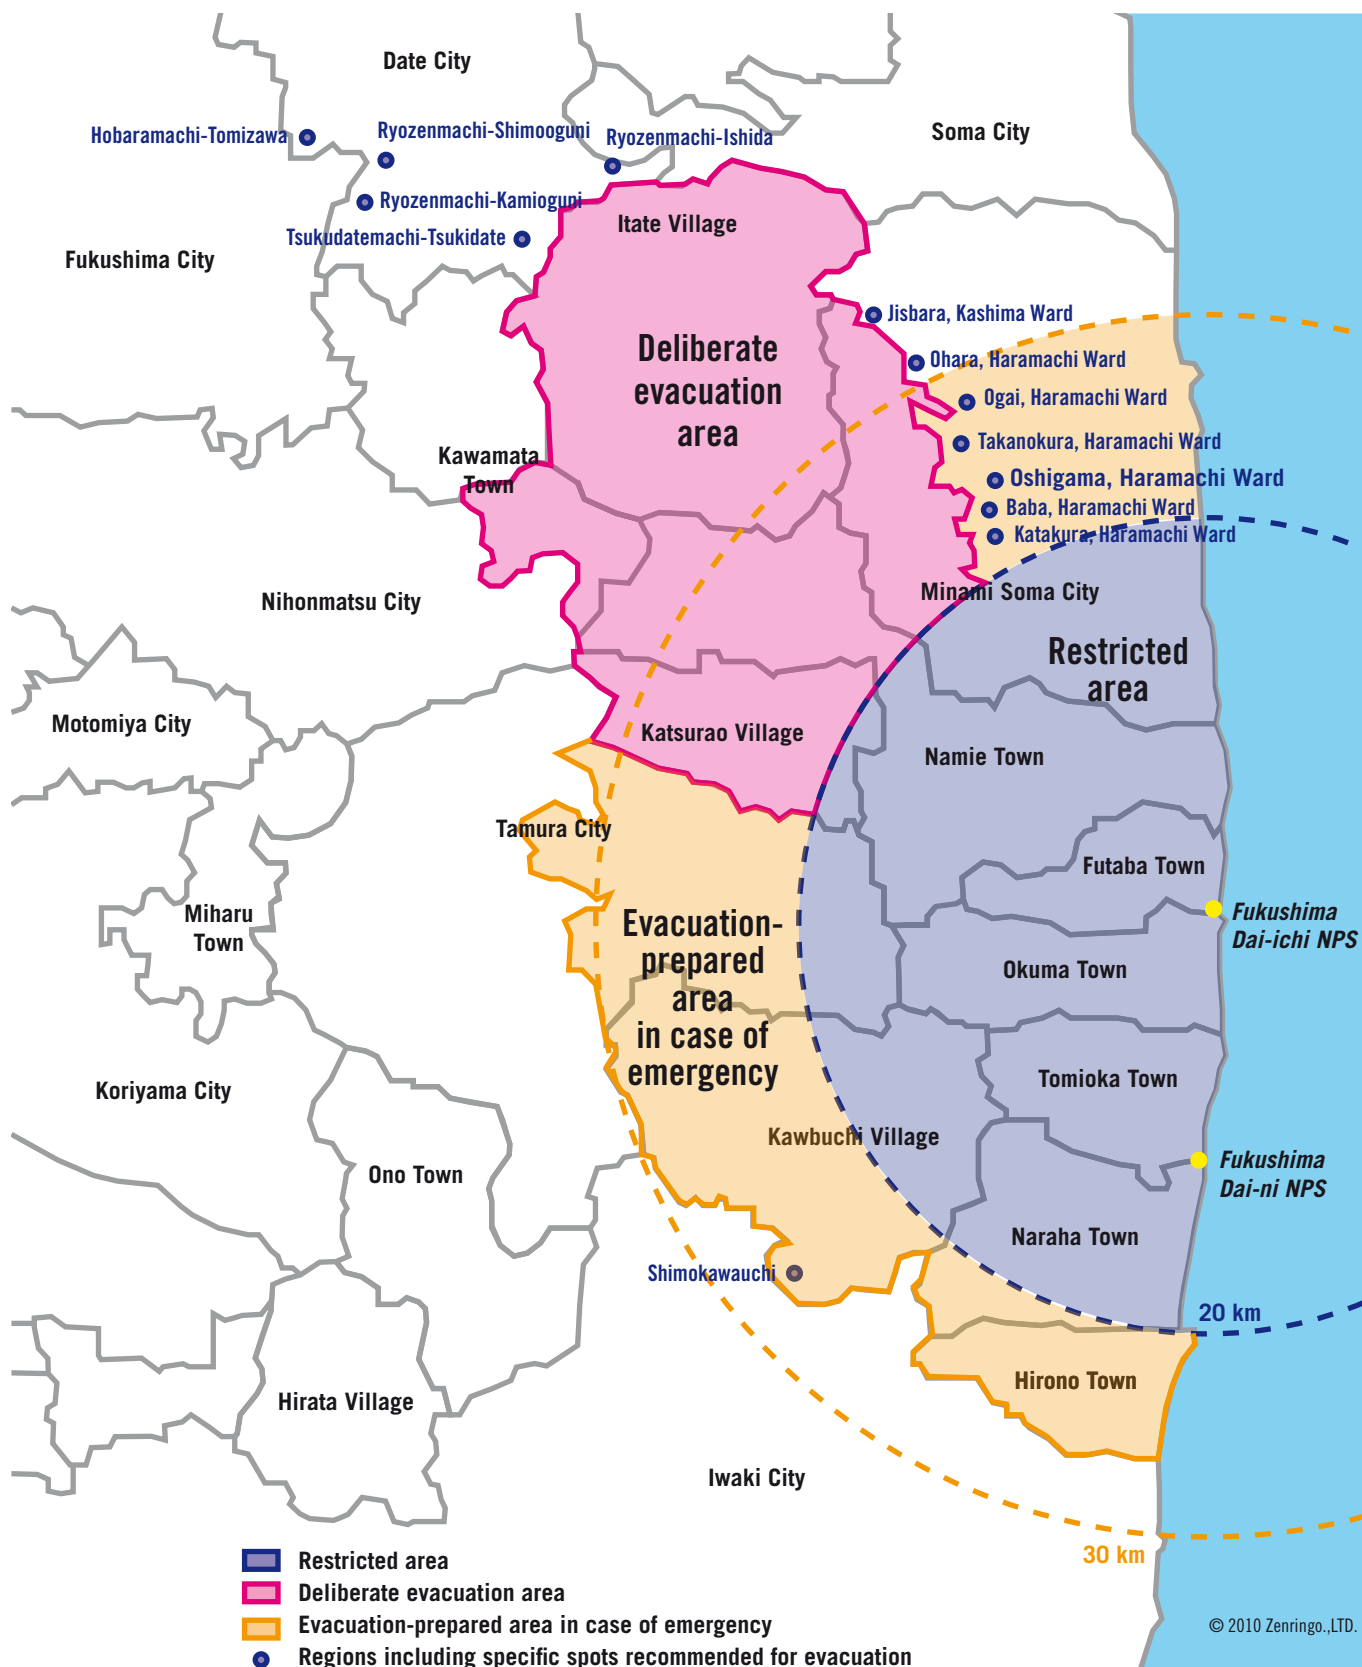 Date City
Hobaramachi-Tomizawa
Ryozenmachi-Shimooguni
Ryozenmachi-Ishida
Soma City
Ryozenmachi-Kamioguni
Itate Village
Tsukudatemachi-Tsukidate
Fukushima City
Jisbara, Kashima Ward
Deliberate
evacuation
area
Ohara, Haramachi Ward
Ogai, Haramachi Ward
Takanokura, Haramachi Ward
Kawamata
Town
Oshigama, Haramachi Ward
Baba, Haramachi Ward
Katakura, Haramachi Ward
Nihonmatsu City
Minami Soma City
Restricted
area
Motomiya City
Katsurao Village
Namie Town
Tamura City
Futaba Town
Miharu
Town
Evacuation-
prepared
area
in case of
emergency
Fukushima
Dai-ichi NPS
Okuma Town
Koriyama City
Tomioka Town
Kawbuchi Village
Ono Town
Fukushima
Dai-ni NPS
Naraha Town
Shimokawauchi
20 km
Hirono Town
Hirata Village
Iwaki City
30 km
Restricted area
Deliberate evacuation area
Evacuation-prepared area in case of emergency
Regions including specific spots recommended for evacuation
© 2010 Zenringo.,LTD.